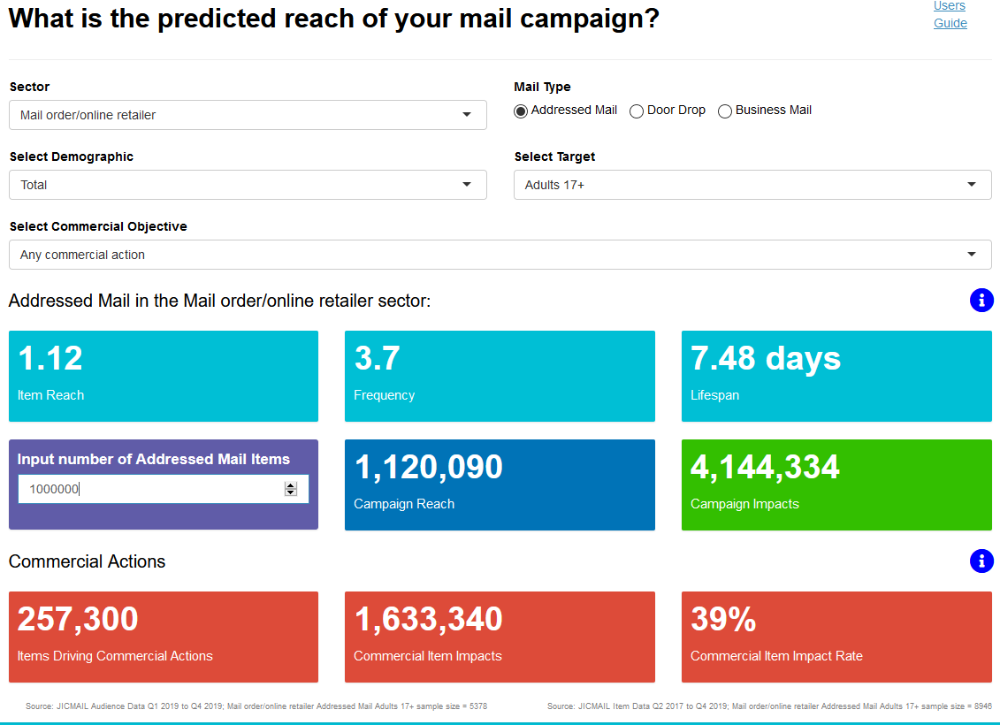 What is the predicted reach of your mail campaign?
Users
Guide
Sector
Mail Type
Mail order/online retailer
Addressed Mail Door Drop Business Mail
Select Demographic
Select Target
Total
Adults 17+
Select Commercial Objective
Any commercial action
Addressed Mail in the Mail order/online retailer sector:
1.12
Item Reach
3.7
Frequency
7.48 days
Lifespan
Input number of Addressed Mail Items
1000000
1,120,090
Campaign Reach
4,144,334
Campaign Impacts
Commercial Actions
257,300
Items Driving Commercial Actions
1,633,340
Commercial Item Impacts
39%
Commercial Item Impact Rate
Source: JICMAIL Audience Data Q1 2019 to Q4 2019; Mail order/online retailer Addressed Mail Adults 17+ sample size = 5378
Source: JICMAIL Item Data Q2 2017 to Q4 2019; Mail order/online retailer Addressed Mail Adults 17+ sample size = 8946